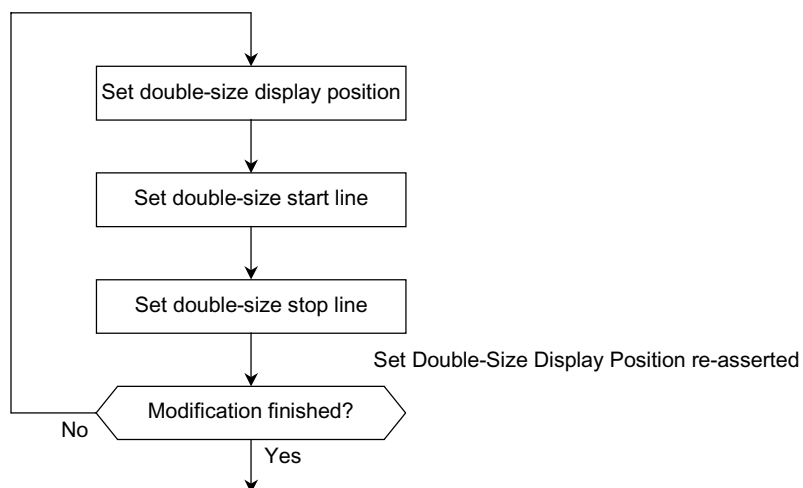 Set double-size display position
Set double-size start line
Set double-size stop line
Set Double-Size Display Position re-asserted
Modification finished?
No
Yes